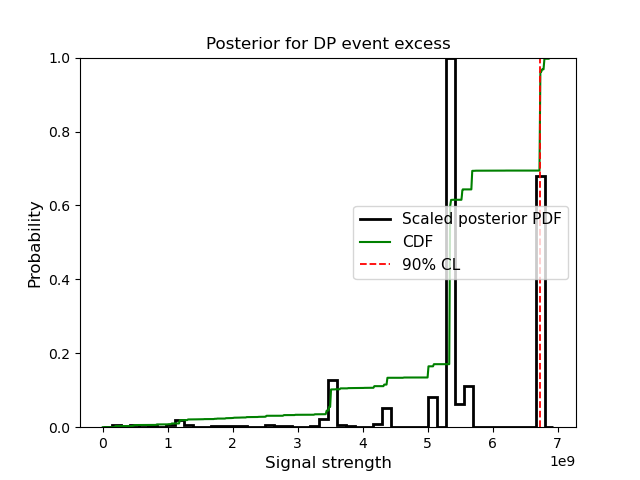 Posterior for DP event excess
1.0
0.8
0.6
0.4
0.2
0.0
Probability
Scaled posterior PDF
CDF
90% CL
0 1 2 3 4 5 6 7
1e9
Signal strength